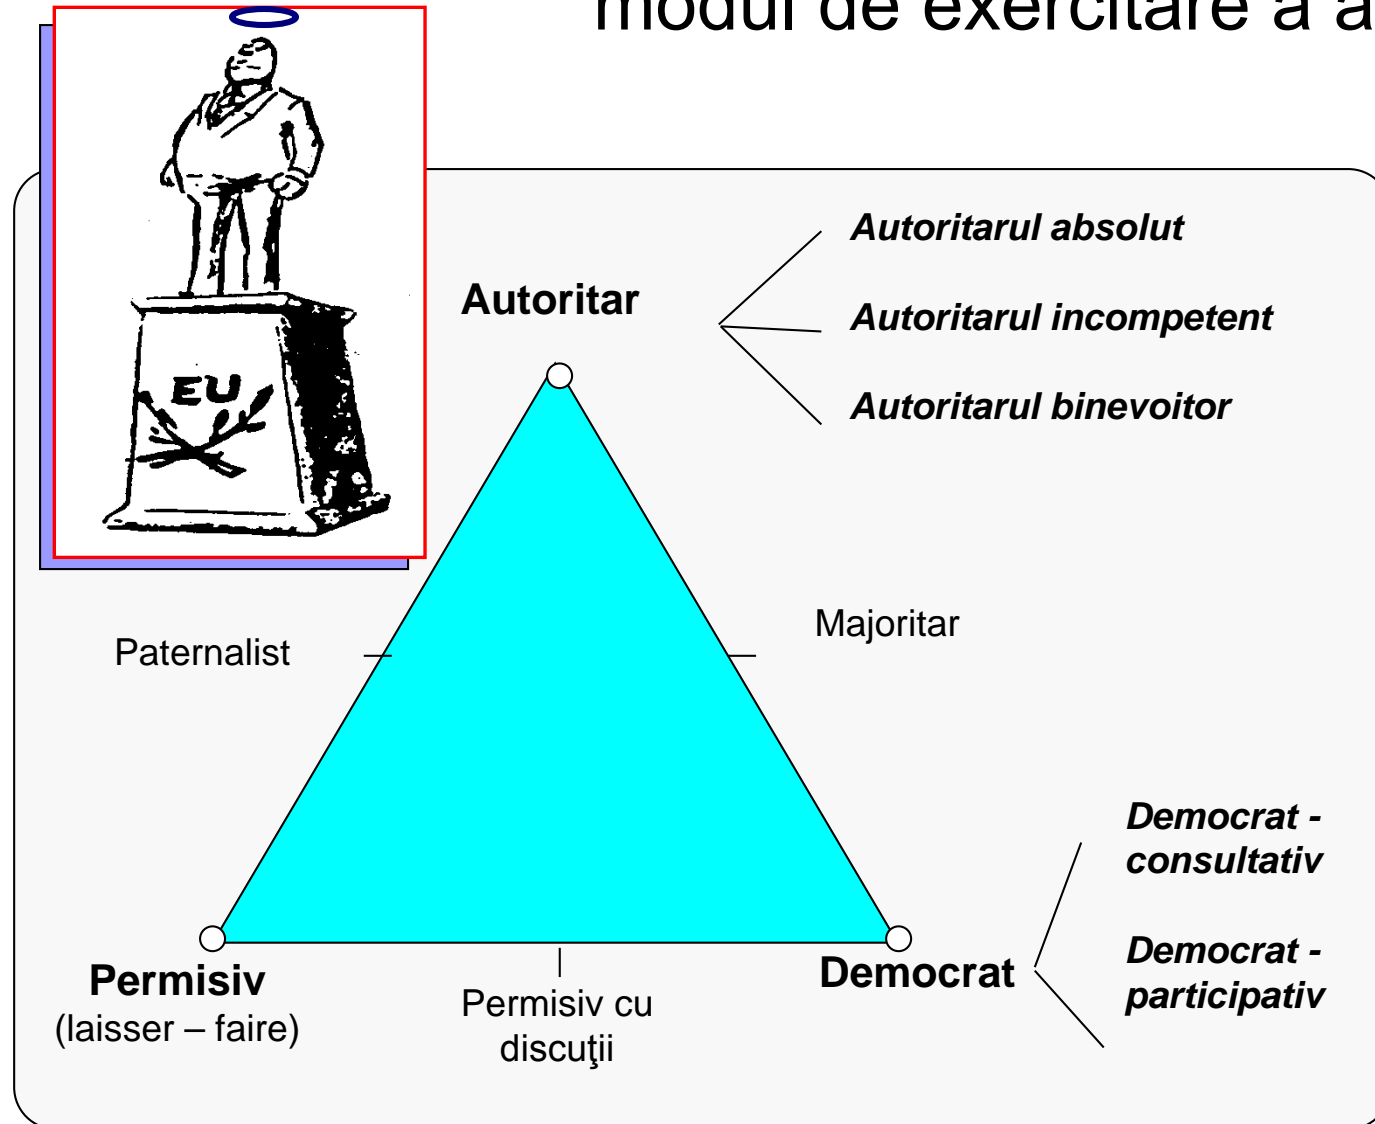 modul de exercitare a a
EU
Autoritar
Autoritarul absolut
Autoritarul incompetent
Autoritarul binevoitor
Paternalist
Majoritar
Permisiv
(laisser – faire)
Permisiv cu
discuţii
Democrat
Democrat -
consultativ
Democrat -
participativ